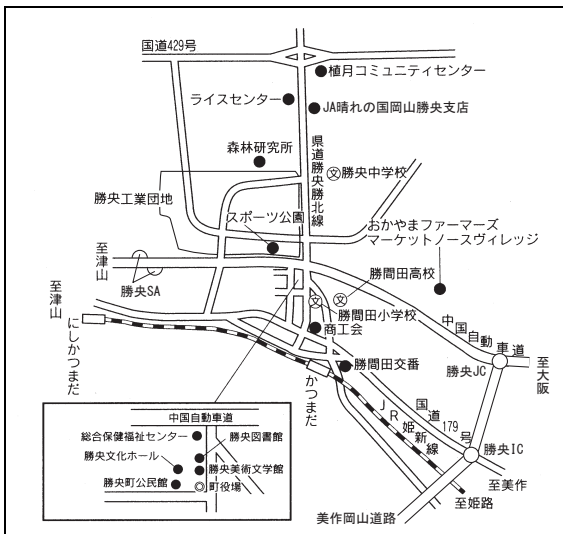 国道429号
植月コミュニティセンター
ライスセンター
JA晴れの国岡山勝央支店
県道勝央勝北線
森林研究所
勝央中学校
勝央工業団地
スポーツ公園
おかやまファーマーズ
マーケットノースヴィレッジ
至津山
勝央SA
勝間田高校
至津山
にしかつまだ
文
文
文
勝間田小学校
商工会
中国自動車道
勝間田交番
かつまだ
勝央JC
至大阪
国道179号
JR姫新線
勝央IC
至美作
至姫路
美作岡山道路
中国自動車道
総合保健福祉センター
勝央図書館
勝央文化ホール
勝央美術文学館
勝央町公民館
町役場